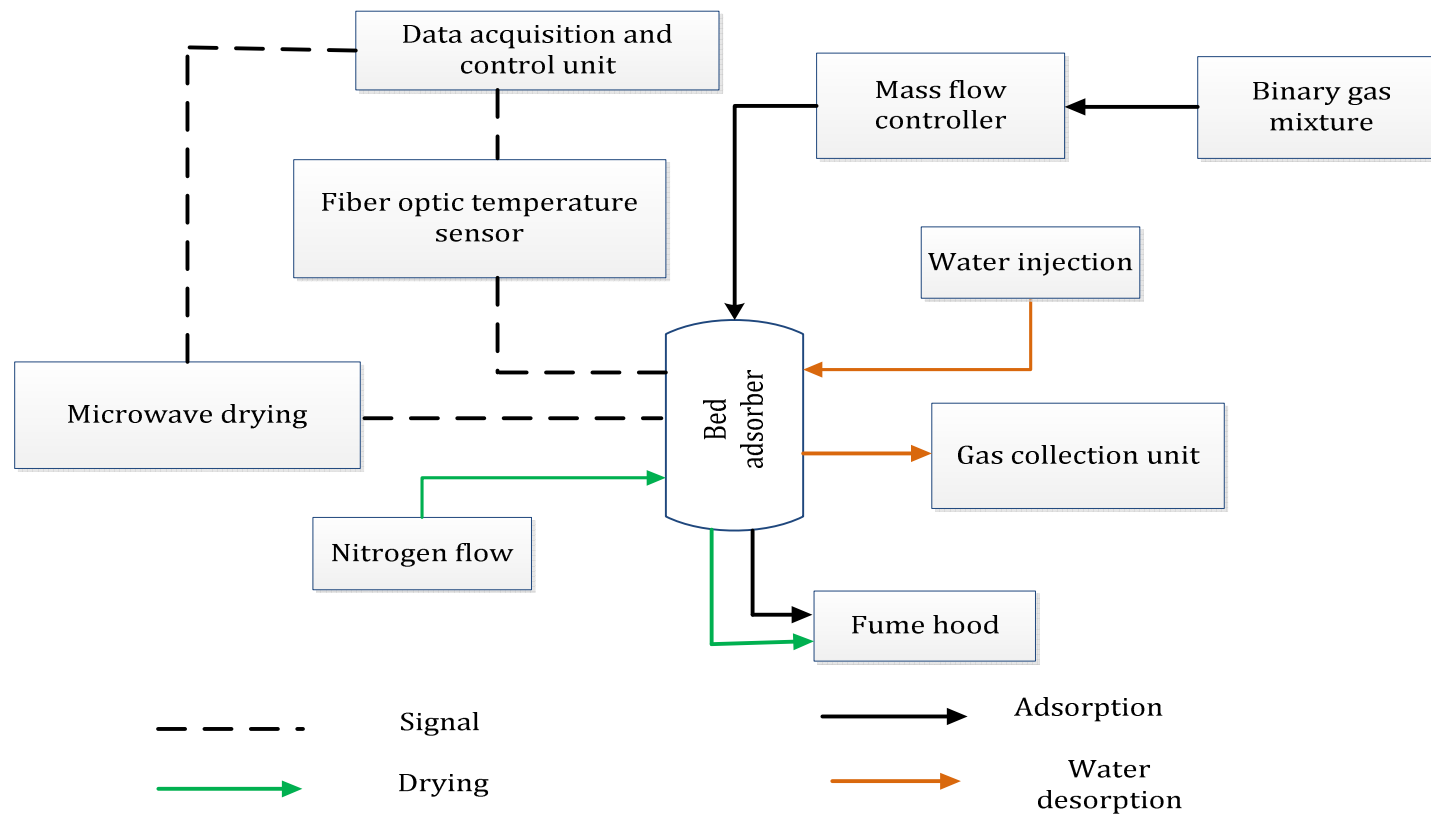 Data acquisition and
control unit
Mass flow
controller
Binary gas
mixture
Fiber optic temperature
sensor
Water injection
Bed
adsorber
Microwave drying
Gas collection unit
Nitrogen flow
Fume hood
Signal
Adsorption
Drying
Water
desorption